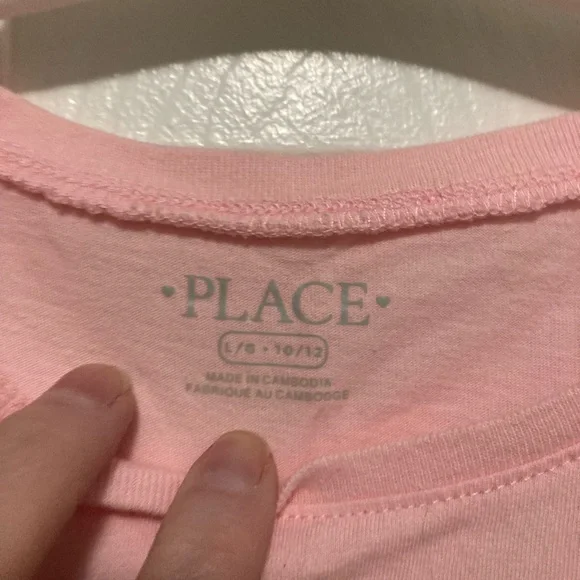 PLACE
L/G • 10/12
MADE IN CAMBODIA
FABRIQUÉ AU CAMBODGE